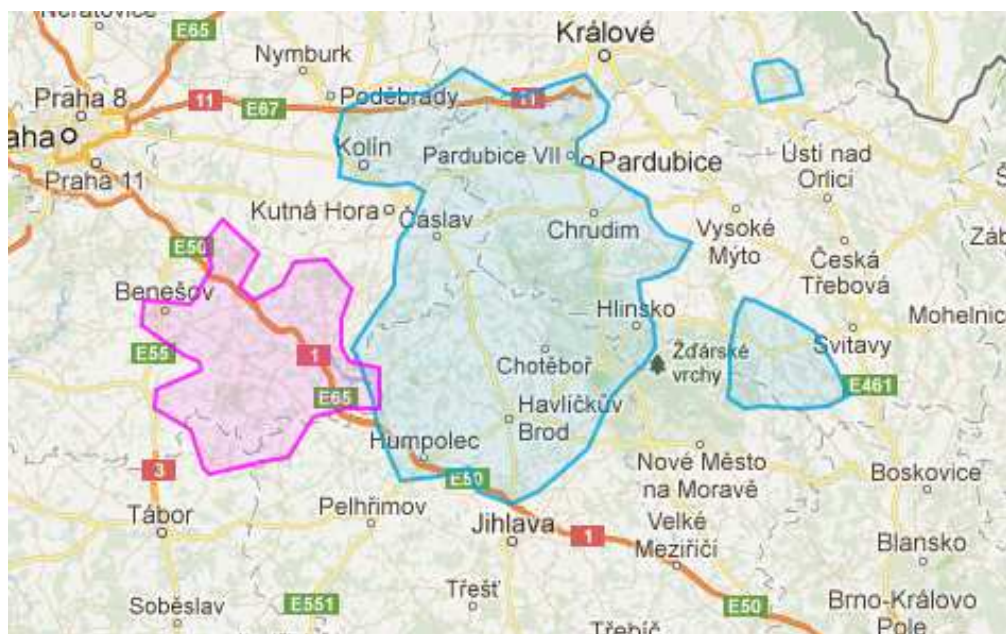 Neratovice
E65
Nymburk
Králové
Praha 8
11
E67
Poděbrady
11
aha
Praha 11
Kolín
Pardubice VII
Pardubice
Ústí nad
Orlicí
Kutná Hora
Čáslav
Chrudim
Vysoké
Mýto
E50
Česká
Třebová
Benešov
Hlinsko
Mohelnic
Svitavy
E55
1
Chotěboř
Žďárské
vrchy
E65
E461
Havlíčkův
Brod
Humpolec
3
E50
Nové Město
na Moravě
Boskovice
Pelhřimov
Tábor
Jihlava
1
Velké
Meziříčí
Blansko
Třešť
Soběslav
E551
E50
Brno-Královo
Pole
Třebíč